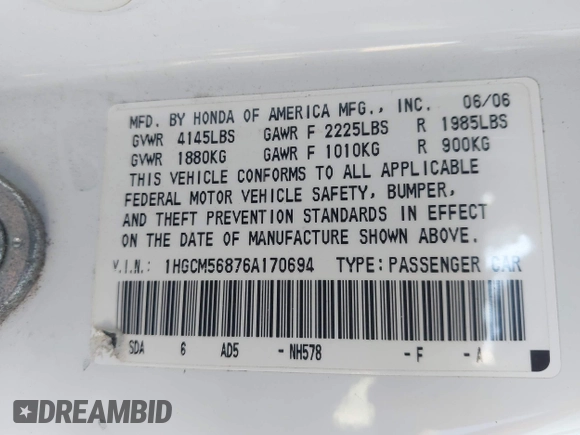 MFD. BY HONDA OF AMERICA MFG., INC. 06/06
GVWR 4145LBS GAWR F 2225LBS R 1985LBS
GVWR 1880KG GAWR F 1010KG R 900KG
THIS VEHICLE CONFORMS TO ALL APPLICABLE
FEDERAL MOTOR VEHICLE SAFETY, BUMPER,
AND THEFT PREVENTION STANDARDS IN EFFECT
ON THE DATE OF MANUFACTURE SHOWN ABOVE.
V.I.N.: 1HGCM56876A170694 TYPE: PASSENGER CAR
SDA 6 AD5 - NH578 - F - A
DREAMBID